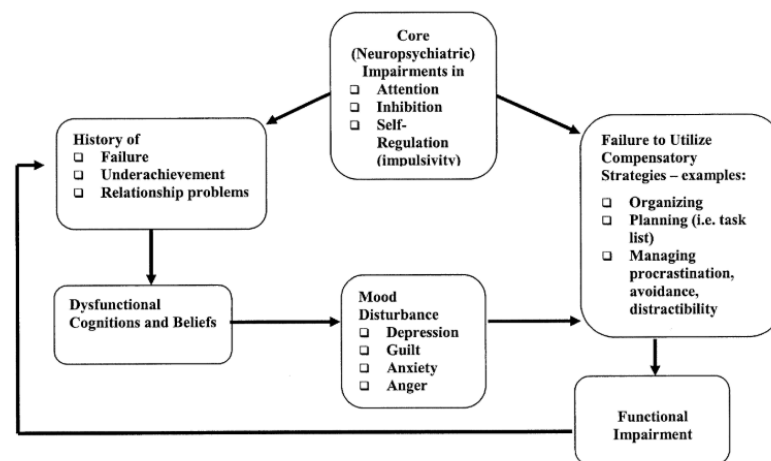 Core
(Neuropsychiatric)
Impairments in
❑ Attention
❑ Inhibition
❑ Self-
Regulation
(impulsivity)
History of
❑ Failure
❑ Underachievement
❑ Relationship problems
Failure to Utilize
Compensatory
Strategies – examples:
❑ Organizing
❑ Planning (i.e. task
list)
❑ Managing
procrastination,
avoidance,
distractibility
Dysfunctional
Cognitions and Beliefs
Mood
Disturbance
❑ Depression
❑ Guilt
❑ Anxiety
❑ Anger
Functional
Impairment